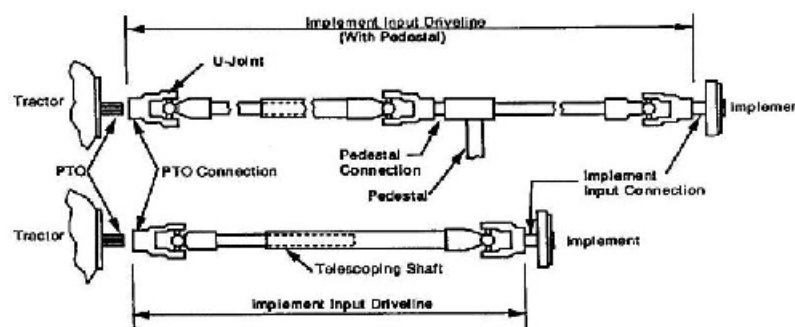 Implement Input Driveline
(With Pedestal)
U-Joint
Tractor
Implement
PTO
PTO Connection
Pedestal
Connection
Pedestal
Implement
Input Connection
Tractor
Implement
Telescoping Shaft
Implement Input Driveline